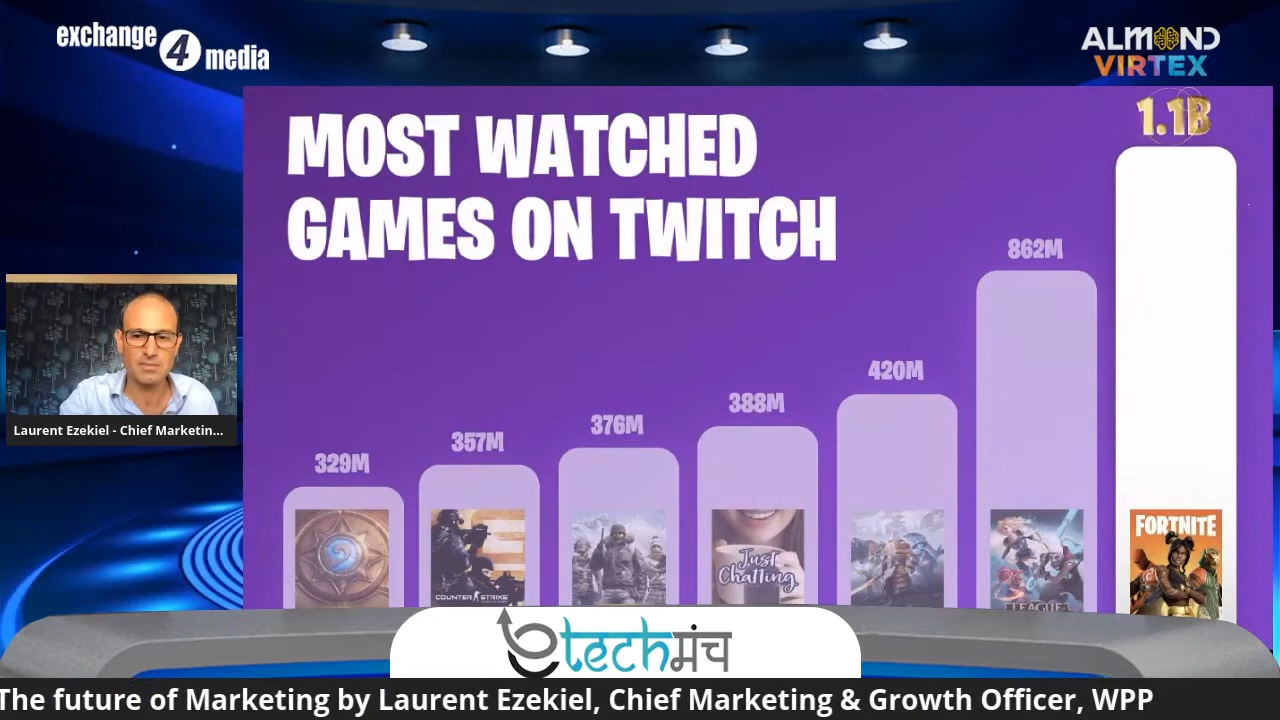 exchange
4
media
ALMOND
VIRTEX
1.1B
MOST WATCHED
GAMES ON TWITCH
862M
420M
388M
376M
357M
329M
Laurent Ezekiel - Chief Marketin...
COUNTER STRIKE
Just
Chatting
LEAGUE
FORTNITE
techमंच
The future of Marketing by Laurent Ezekiel, Chief Marketing & Growth Officer, WPP